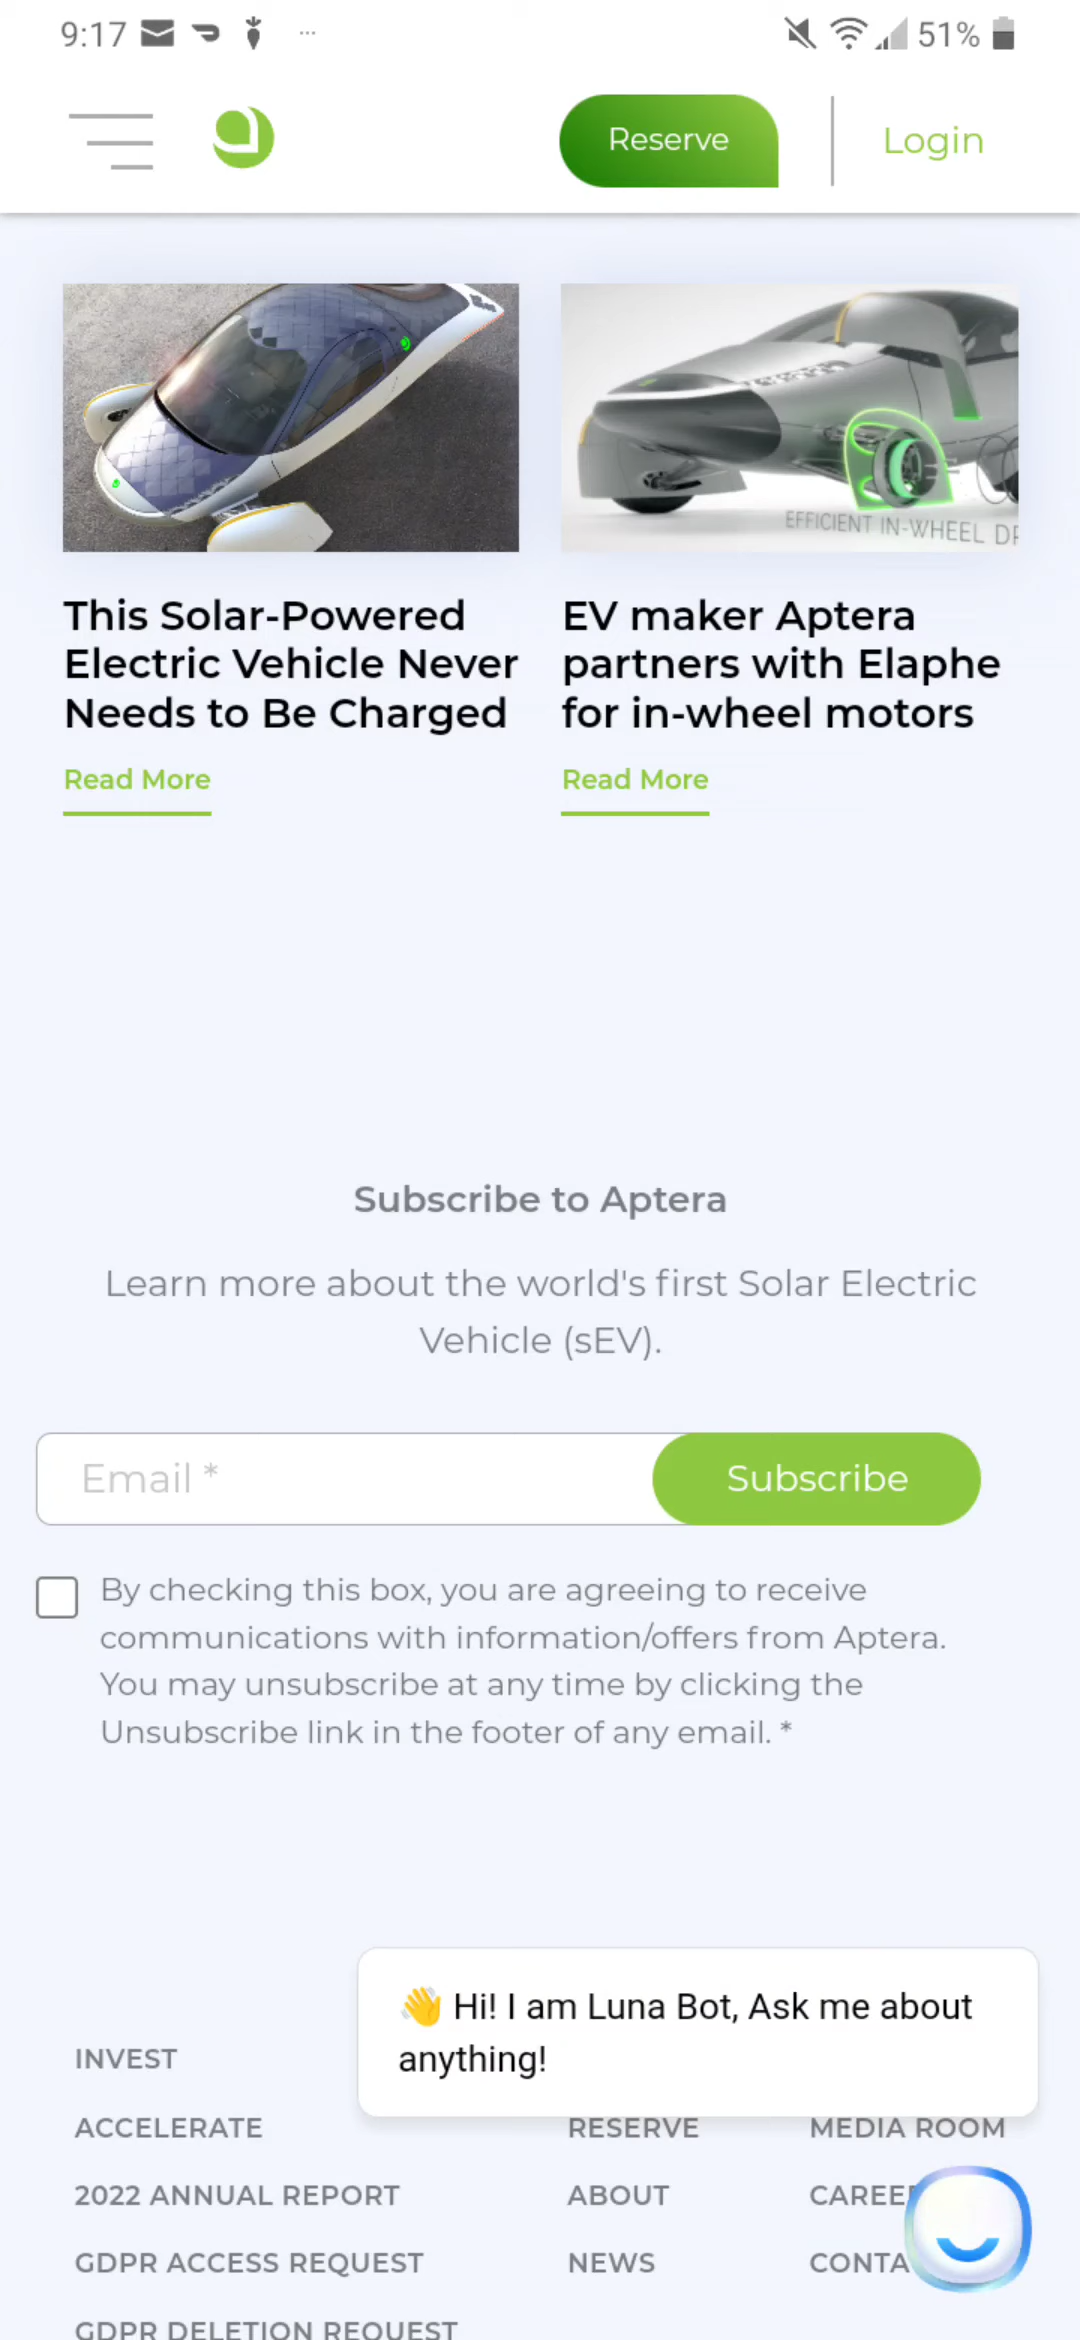 9:17
51%
Reserve
Login
EFFICIENT IN-WHEEL
This Solar-Powered
Electric Vehicle Never
Needs to Be Charged
Read More
EV maker Aptera
partners with Elaphe
for in-wheel motors
Read More
Subscribe to Aptera
Learn more about the world's first Solar Electric
Vehicle (sEV).
Email *
Subscribe
By checking this box, you are agreeing to receive
communications with information/offers from Aptera.
You may unsubscribe at any time by clicking the
Unsubscribe link in the footer of any email. *
👋 Hi! I am Luna Bot, Ask me about
anything!
INVEST
ACCELERATE
2022 ANNUAL REPORT
GDPR ACCESS REQUEST
GDPR DELETION REQUEST
RESERVE
ABOUT
NEWS
MEDIA ROOM